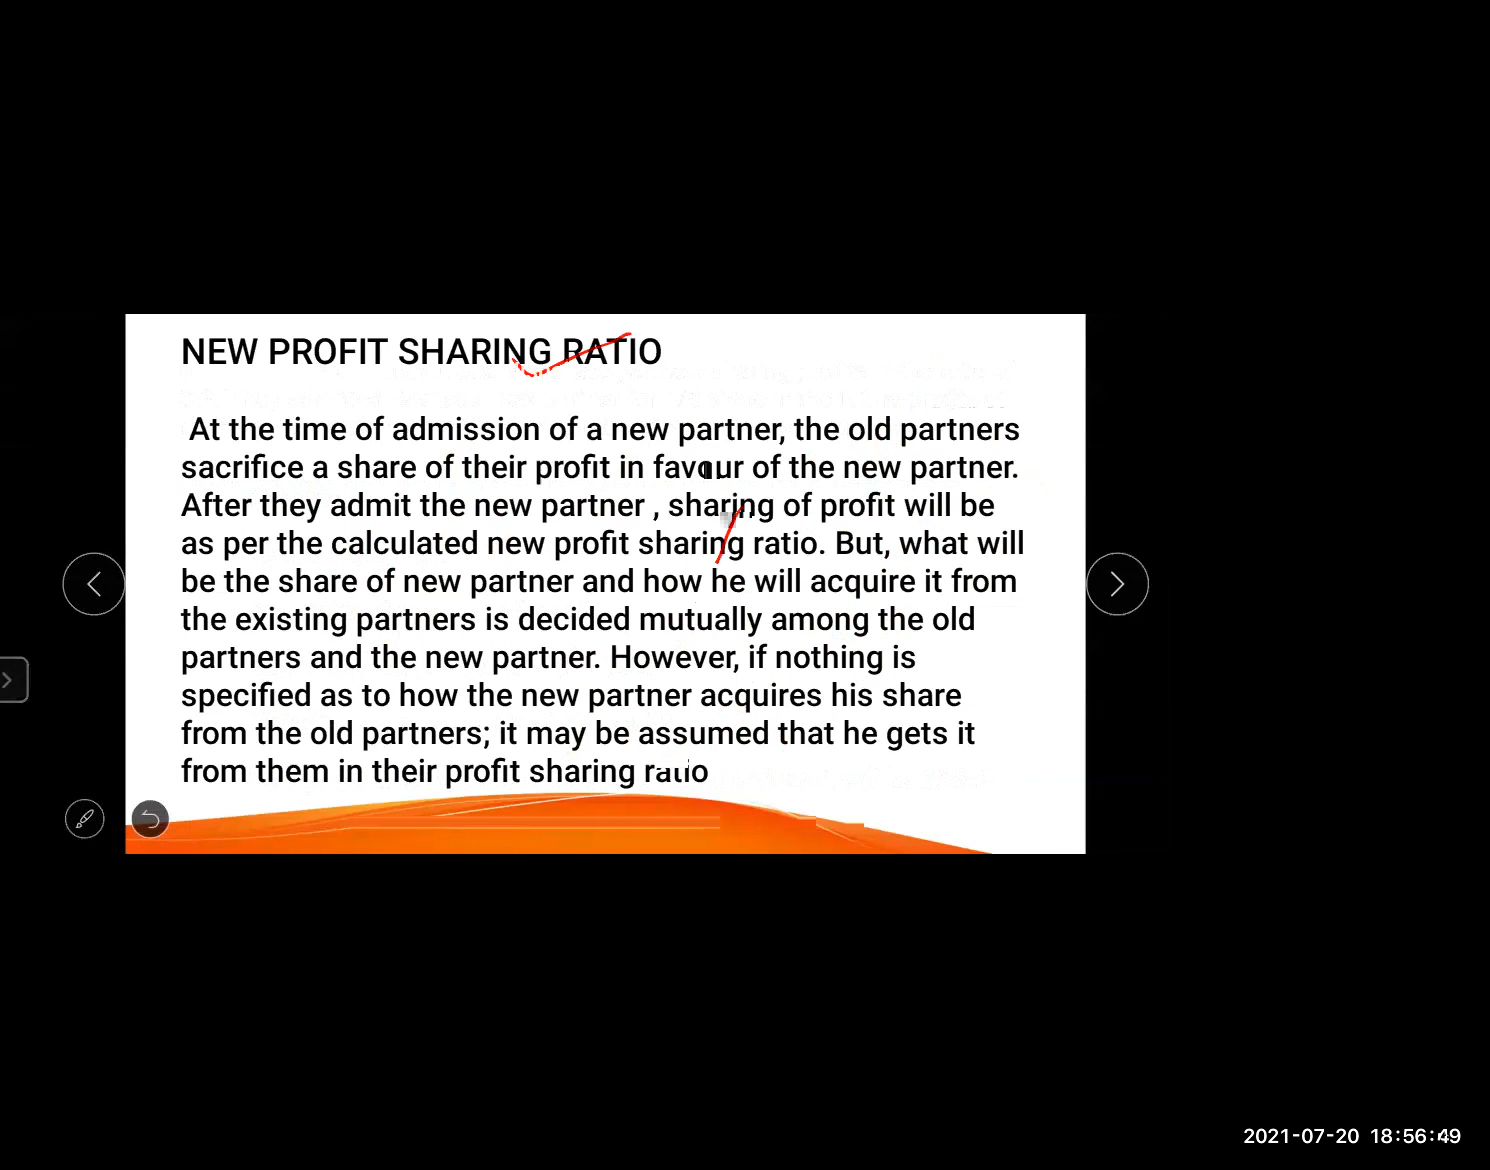 NEW PROFIT SHARING RATIO
At the time of admission of a new partner, the old partners
sacrifice a share of their profit in favour of the new partner.
After they admit the new partner , sharing of profit will be
as per the calculated new profit sharing ratio. But, what will
be the share of new partner and how he will acquire it from
the existing partners is decided mutually among the old
partners and the new partner. However, if nothing is
specified as to how the new partner acquires his share
from the old partners; it may be assumed that he gets it
from them in their profit sharing ratio
2021-07-20 18:56:49